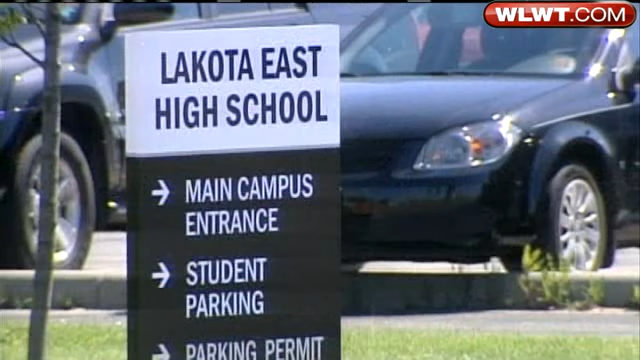 WLWT.COM
LAKOTA EAST
HIGH SCHOOL
→ MAIN CAMPUS
ENTRANCE
→ STUDENT
PARKING
→ PARKING PERMIT